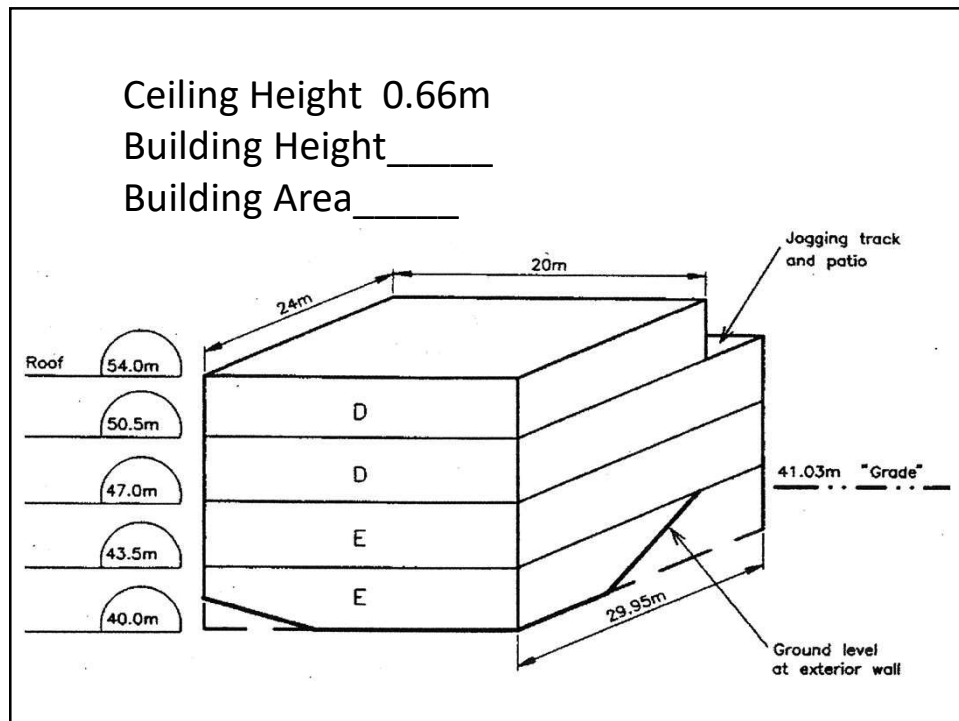 Ceiling Height 0.66m
Building Height_____
Building Area_____
Jogging track
and patio
20m
24m
Roof
54.0m
D
50.5m
D
47.0m
41.03m "Grade"
E
43.5m
E
40.0m
29.95m
Ground level
at exterior wall